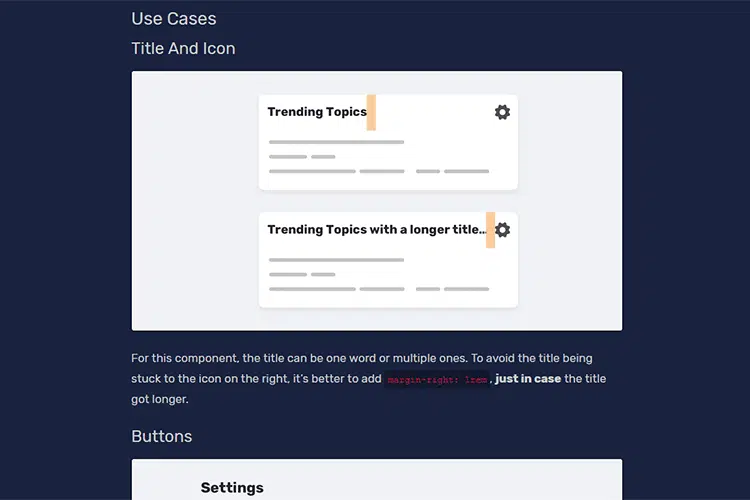 Use Cases
Title And Icon
Trending Topics
Trending Topics with a longer title...
For this component, the title can be one word or multiple ones. To avoid the title being
stuck to the icon on the right, it's better to add margin-right: 1rem, just in case the title
got longer.
Buttons
Settings